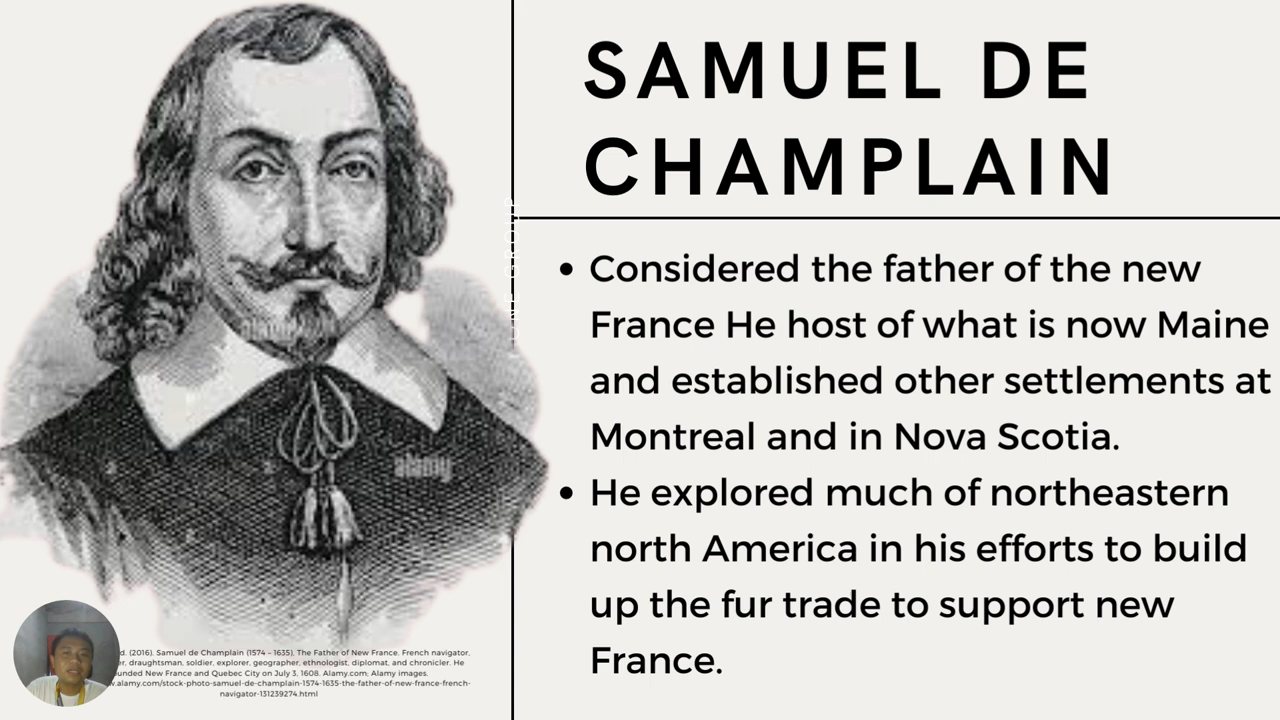 SAMUEL DE
CHAMPLAIN
Considered the father of the new
France He host of what is now Maine
and established other settlements at
Montreal and in Nova Scotia.
He explored much of northeastern
north America in his efforts to build
up the fur trade to support new
France.
alamy
d. (2016). Samuel de Champlain (1574 - 1635), The Father of New France. French navigator,
er, draughtsman, soldier, explorer, geographer, ethnologist, diplomat, and chronicler. He
ounded New France and Quebec City on July 3, 1608. Alamy.com; Alamy images.
.alamy.com/stock-photo-samuel-de-champlain-1574-1635-the-father-of-new-france-french-
navigator-131239274.html